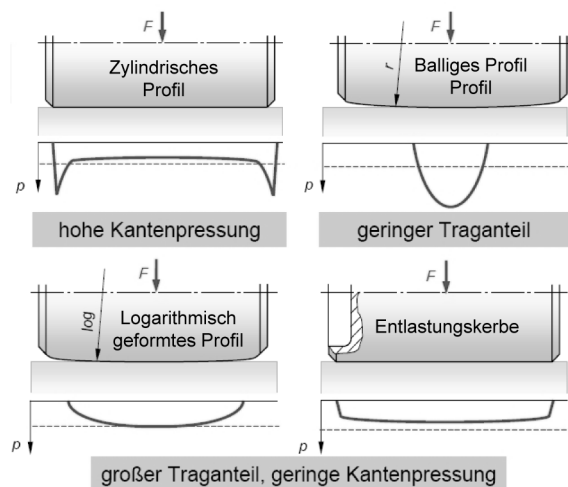 F
Zylindrisches
Profil
p
hohe Kantenpressung
F
r
Balliges Profil
Profil
p
geringer Traganteil
F
log
Logarithmisch
geformtes Profil
p
F
Entlastungskerbe
p
großer Traganteil, geringe Kantenpressung